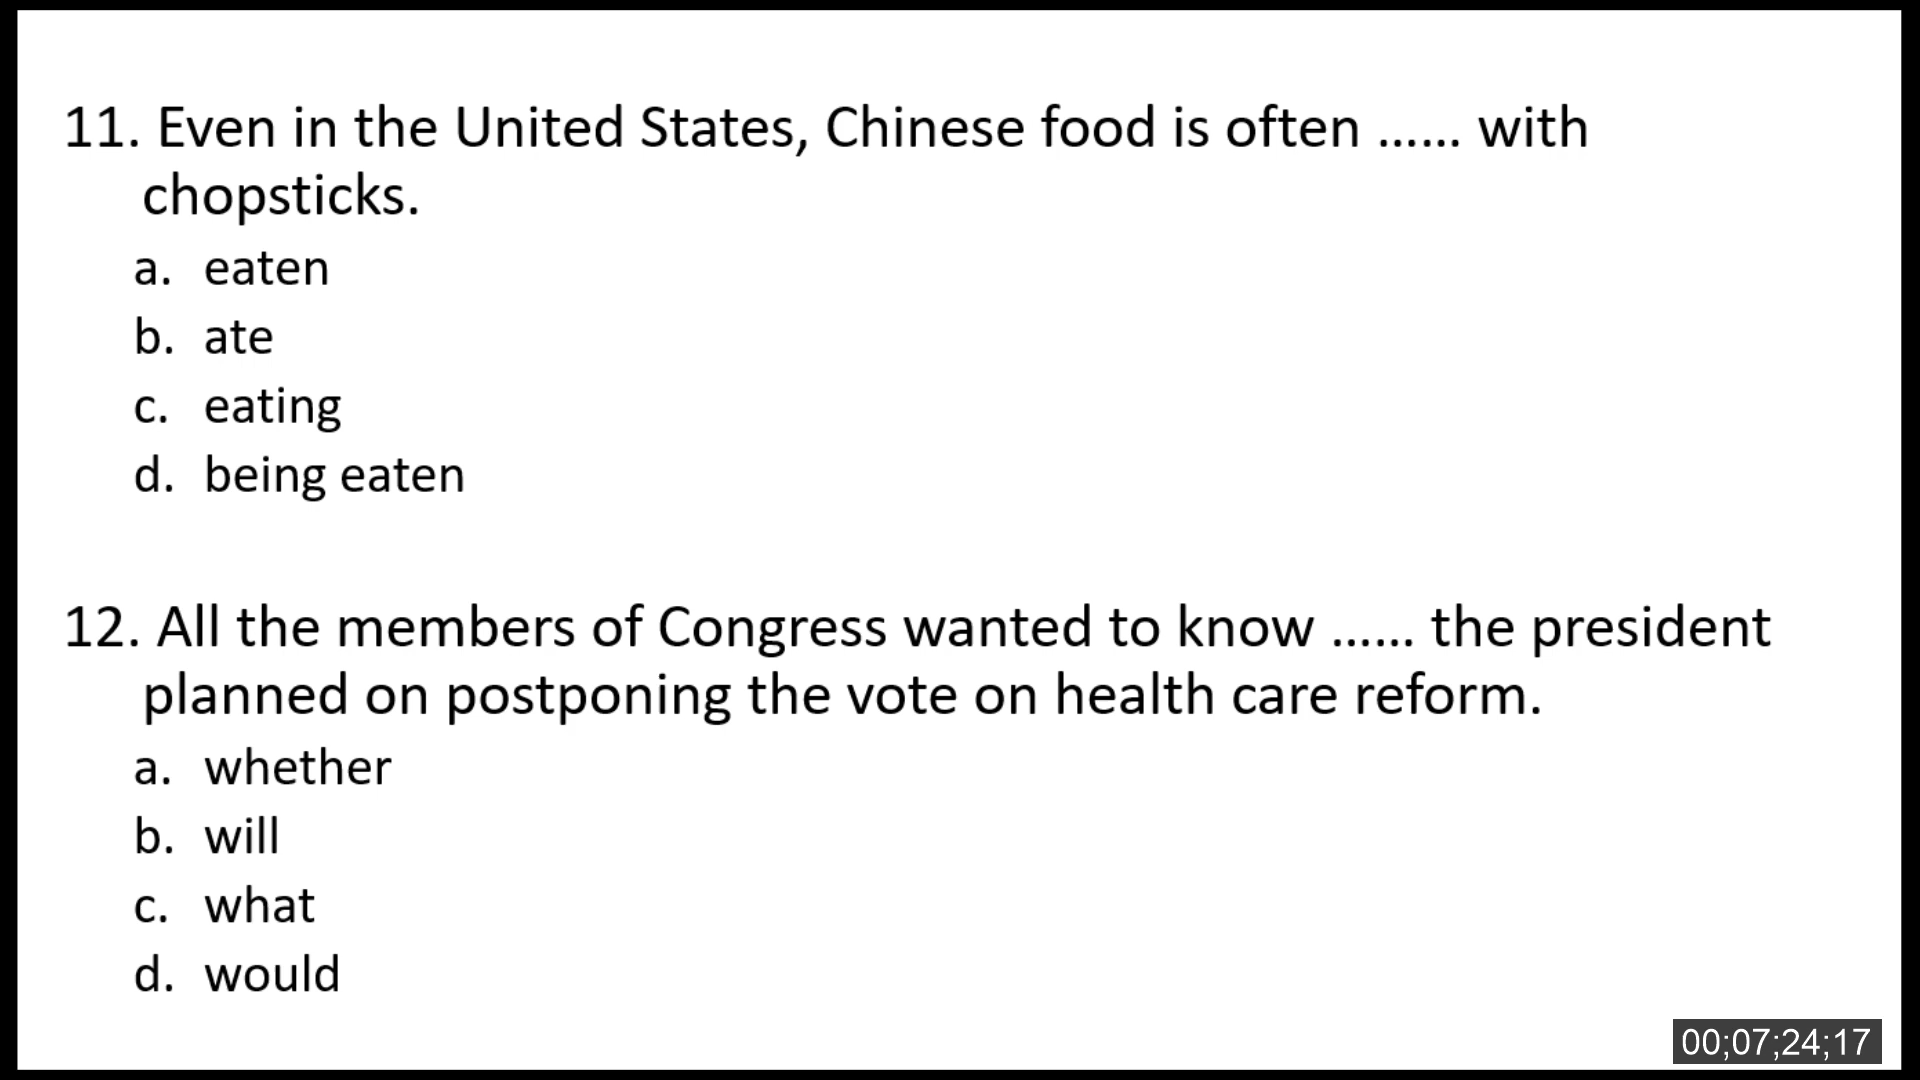 11. Even in the United States, Chinese food is often ...... with
chopsticks.
a. eaten
b. ate
c. eating
d. being eaten
12. All the members of Congress wanted to know ...... the president
planned on postponing the vote on health care reform.
a. whether
b. will
c. what
d. would
00;07;24;17